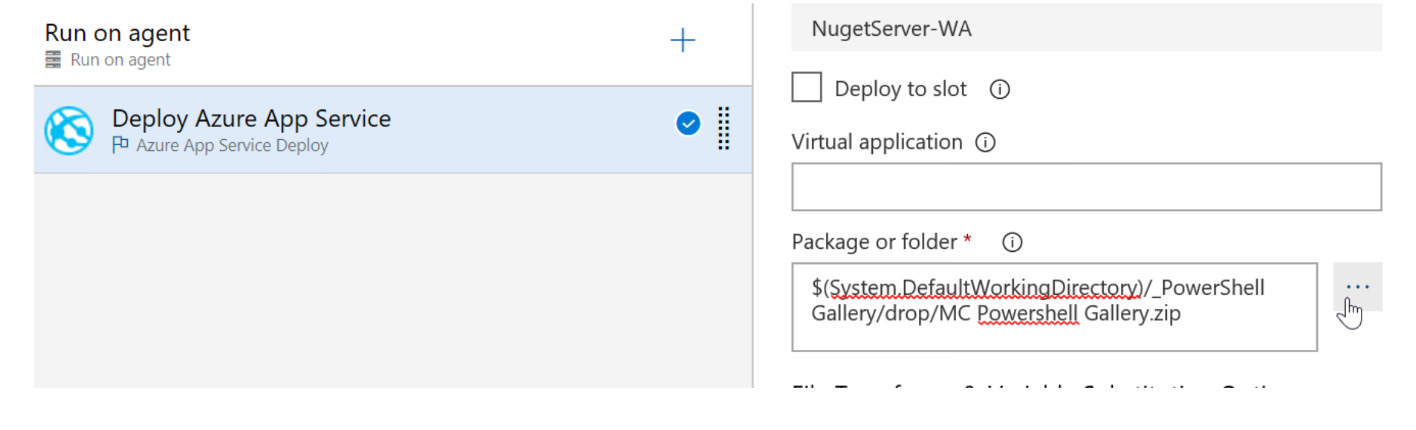 Run on agent
Run on agent
Deploy Azure App Service
Azure App Service Deploy
NugetServer-WA
Deploy to slot
Virtual application
Package or folder *
$(System.DefaultWorkingDirectory)/_PowerShell
Gallery/drop/MC Powershell Gallery.zip
...